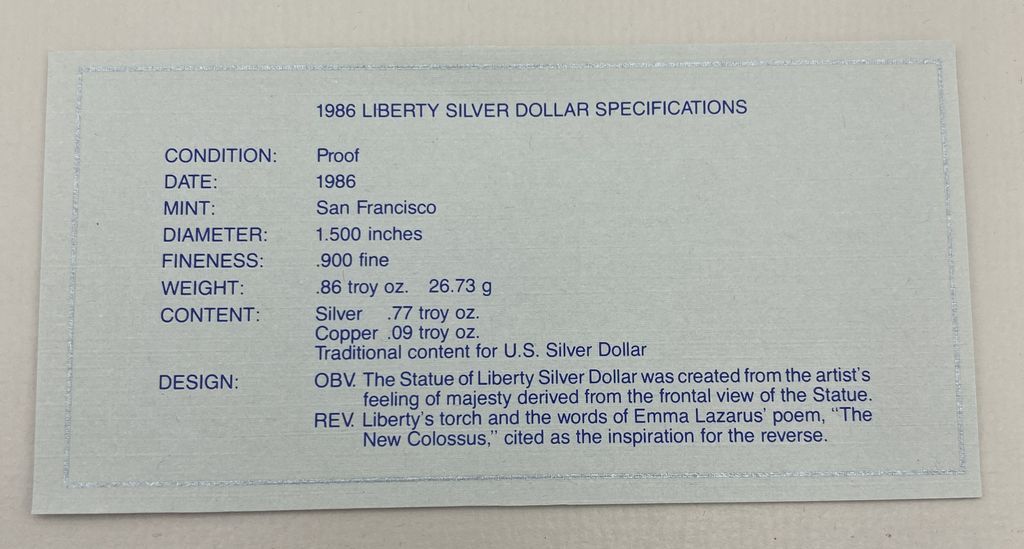 1986 LIBERTY SILVER DOLLAR SPECIFICATIONS
CONDITION: Proof
DATE: 1986
MINT: San Francisco
DIAMETER: 1.500 inches
FINENESS: .900 fine
WEIGHT: .86 troy oz. 26.73 g
CONTENT: Silver .77 troy oz.
Copper .09 troy oz.
Traditional content for U.S. Silver Dollar
DESIGN: OBV. The Statue of Liberty Silver Dollar was created from the artist's
feeling of majesty derived from the frontal view of the Statue.
REV. Liberty's torch and the words of Emma Lazarus' poem, "The
New Colossus," cited as the inspiration for the reverse.